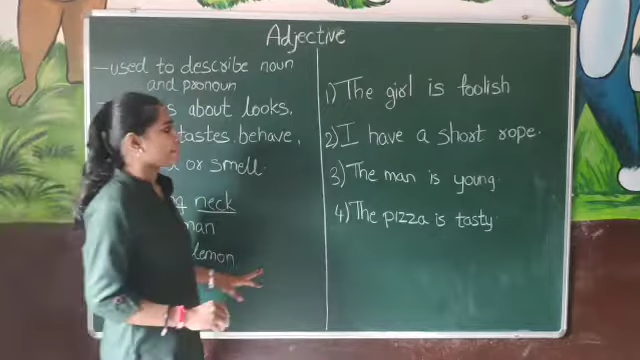 Adjective
-used to describe noun
and pronoun
about looks,
tastes, behave,
or smell.
neck
man
lemon
1) The girl is foolish
2) I have a short rope.
3) The man is young.
4) The pizza is tasty.